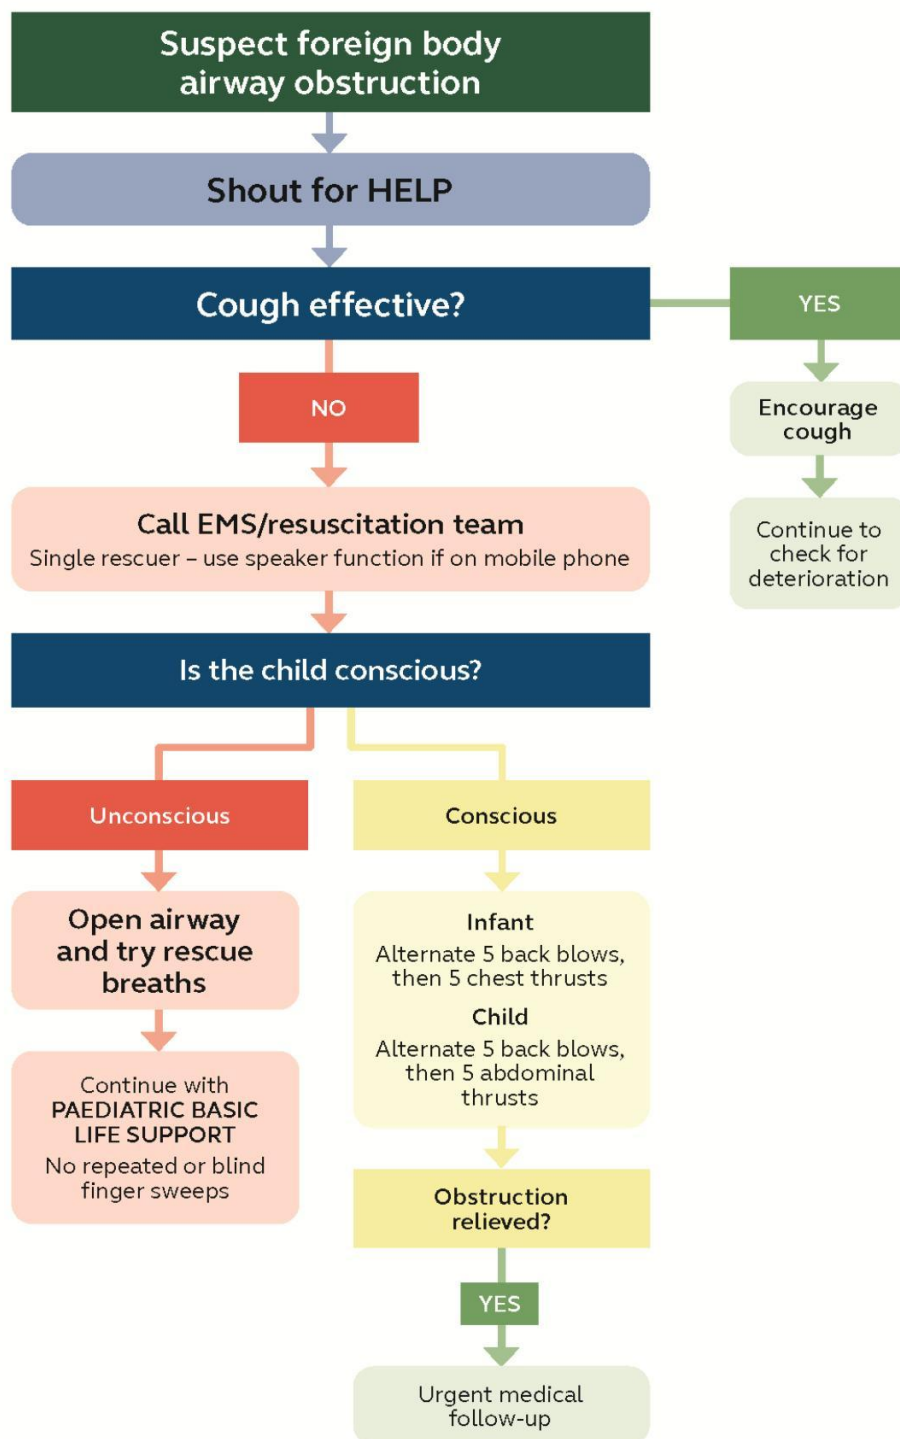 Suspect foreign body
airway obstruction
Shout for HELP
Cough effective?
YES
NO
Encourage
cough
Call EMS/resuscitation team
Single rescuer – use speaker function if on mobile phone
Continue to
check for
deterioration
Is the child conscious?
Unconscious
Conscious
Open airway
and try rescue
breaths
Continue with
PAEDIATRIC BASIC
LIFE SUPPORT
No repeated or blind
finger sweeps
Infant
Alternate 5 back blows,
then 5 chest thrusts
Child
Alternate 5 back blows,
then 5 abdominal
thrusts
Obstruction
relieved?
YES
Urgent medical
follow-up